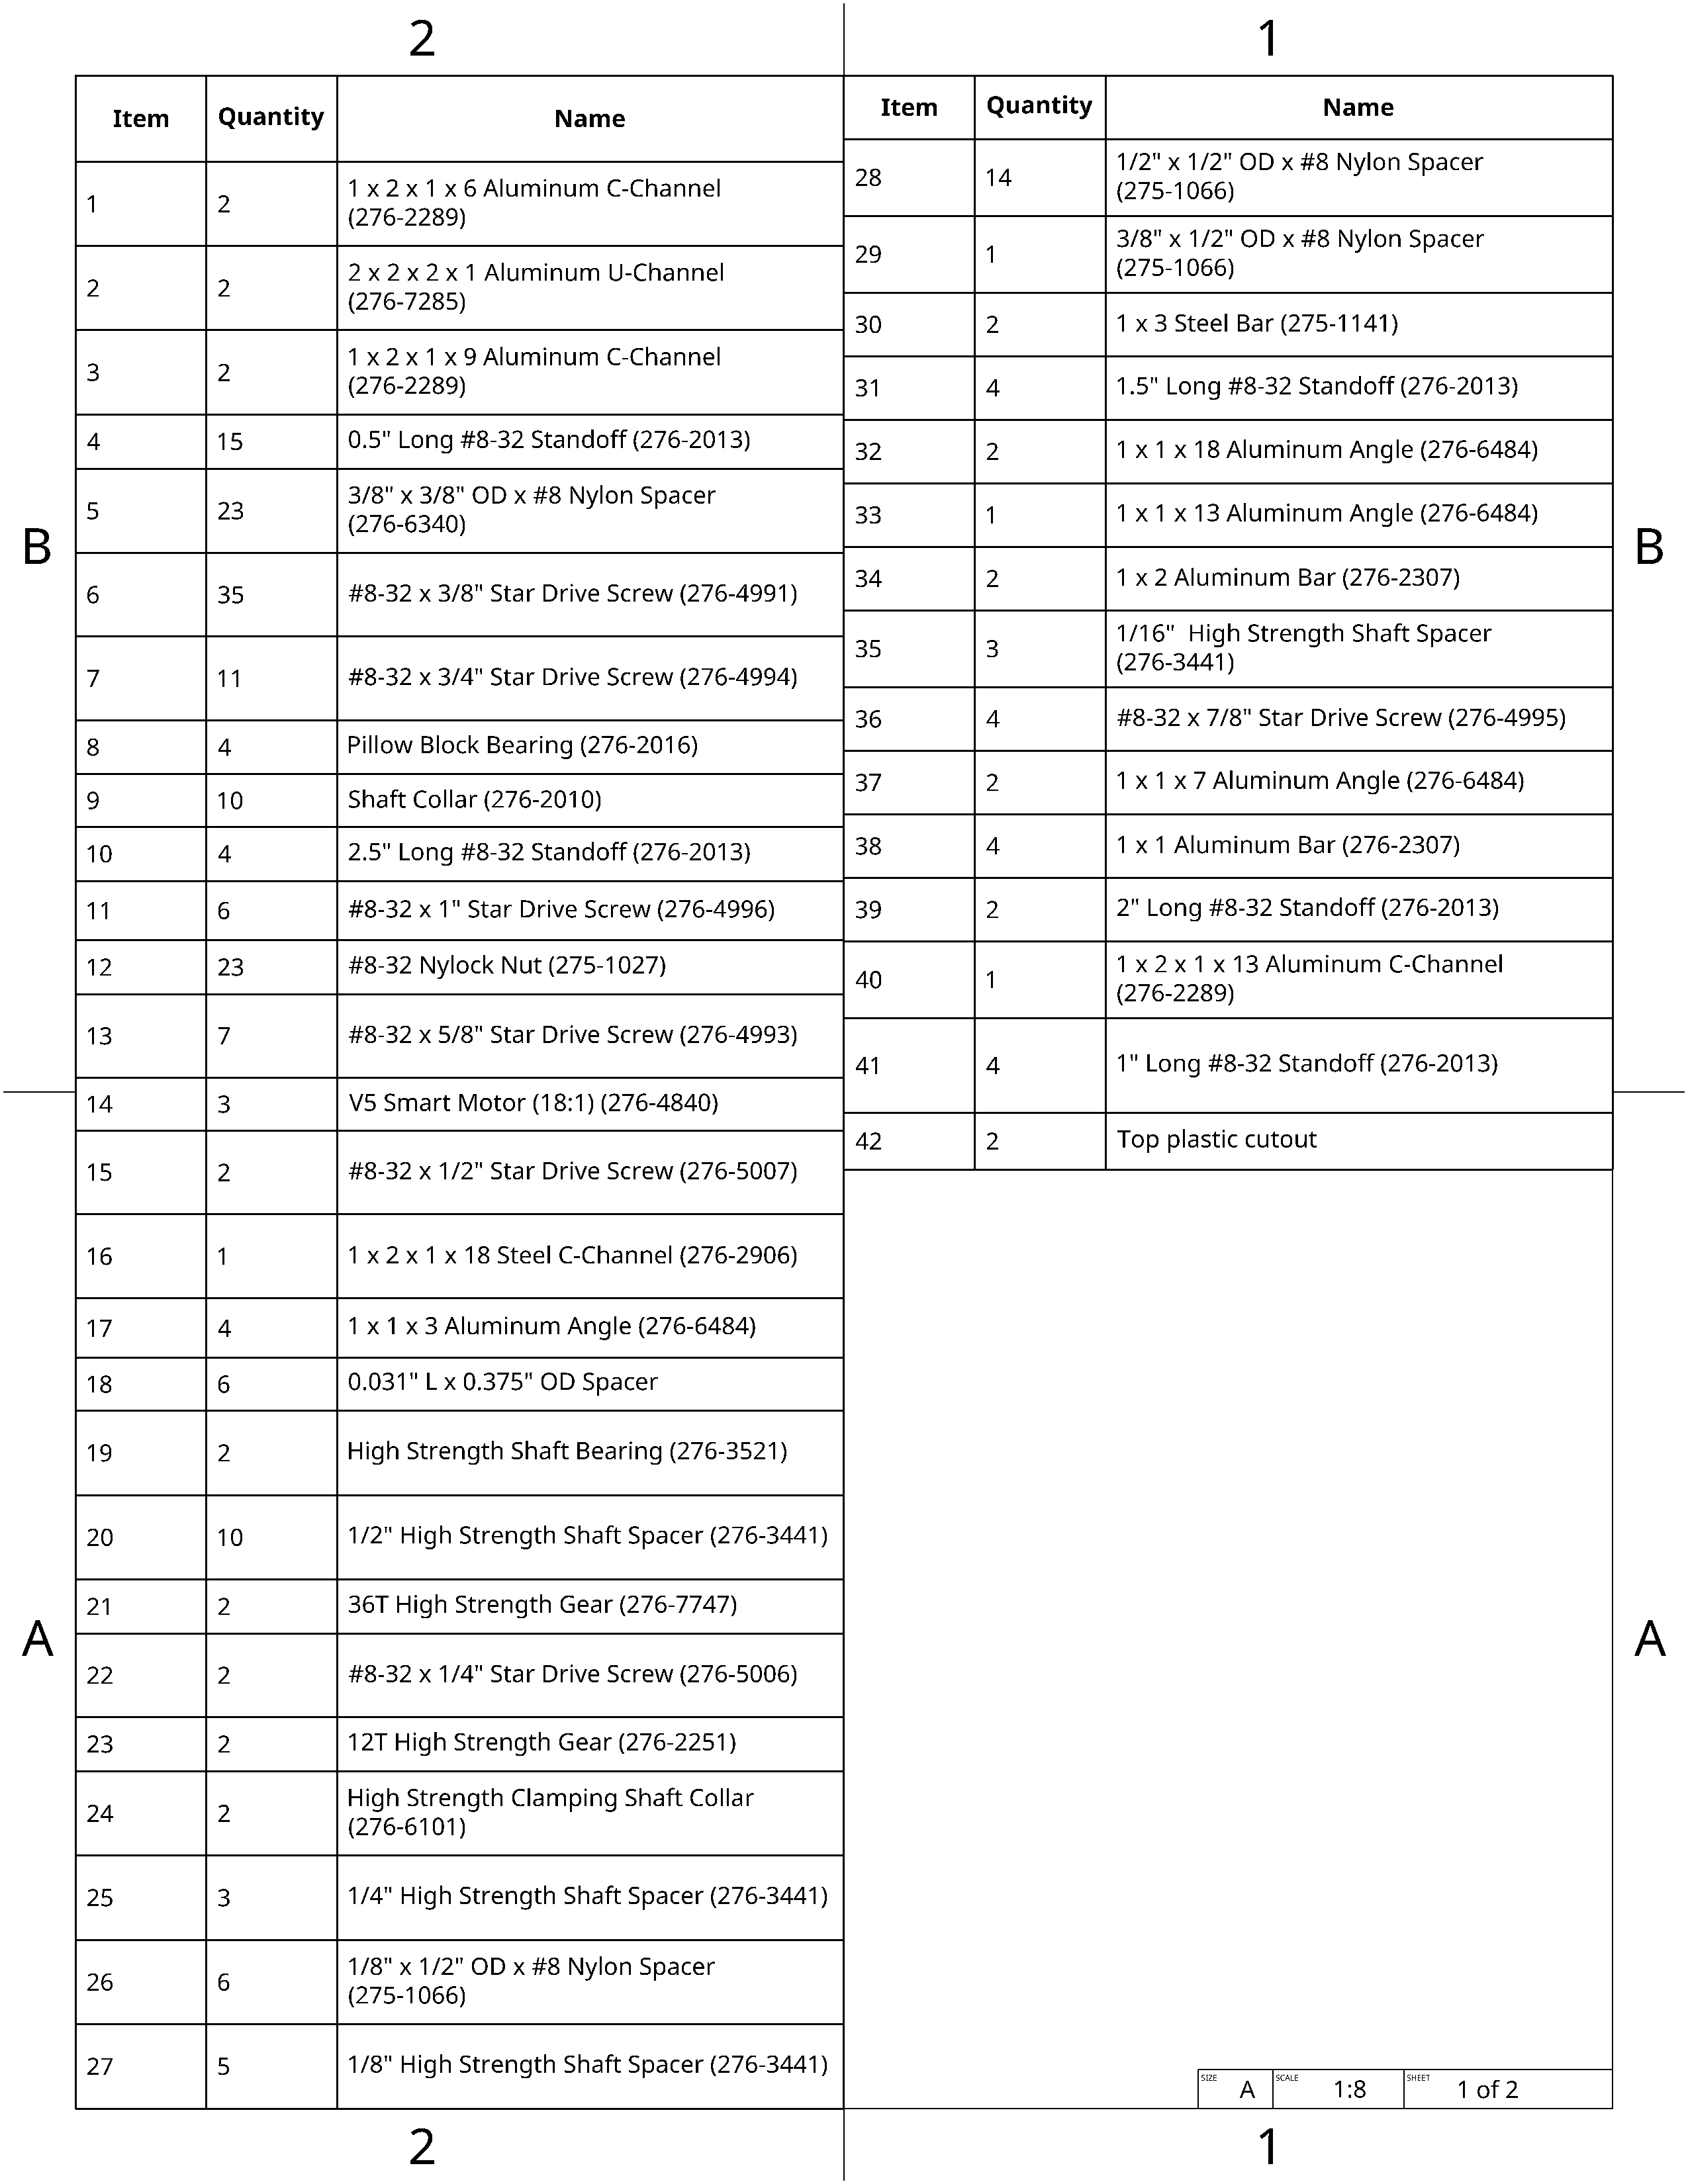 2
1
Item Quantity Name
1 2 1 x 2 x 1 x 6 Aluminum C-Channel
(276-2289)
2 2 2 x 2 x 2 x 1 Aluminum U-Channel
(276-7285)
3 2 1 x 2 x 1 x 9 Aluminum C-Channel
(276-2289)
4 15 0.5" Long #8-32 Standoff (276-2013)
5 23 3/8" x 3/8" OD x #8 Nylon Spacer
(276-6340)
6 35 #8-32 x 3/8" Star Drive Screw (276-4991)
7 11 #8-32 x 3/4" Star Drive Screw (276-4994)
8 4 Pillow Block Bearing (276-2016)
9 10 Shaft Collar (276-2010)
10 4 2.5" Long #8-32 Standoff (276-2013)
11 6 #8-32 x 1" Star Drive Screw (276-4996)
12 23 #8-32 Nylock Nut (275-1027)
13 7 #8-32 x 5/8" Star Drive Screw (276-4993)
14 3 V5 Smart Motor (18:1) (276-4840)
15 2 #8-32 x 1/2" Star Drive Screw (276-5007)
16 1 1 x 2 x 1 x 18 Steel C-Channel (276-2906)
17 4 1 x 1 x 3 Aluminum Angle (276-6484)
18 6 0.031" L x 0.375" OD Spacer
19 2 High Strength Shaft Bearing (276-3521)
20 10 1/2" High Strength Shaft Spacer (276-3441)
21 2 36T High Strength Gear (276-7747)
22 2 #8-32 x 1/4" Star Drive Screw (276-5006)
23 2 12T High Strength Gear (276-2251)
24 2 High Strength Clamping Shaft Collar
(276-6101)
25 3 1/4" High Strength Shaft Spacer (276-3441)
26 6 1/8" x 1/2" OD x #8 Nylon Spacer
(275-1066)
27 5 1/8" High Strength Shaft Spacer (276-3441)
Item Quantity Name
28 14 1/2" x 1/2" OD x #8 Nylon Spacer
(275-1066)
29 1 3/8" x 1/2" OD x #8 Nylon Spacer
(275-1066)
30 2 1 x 3 Steel Bar (275-1141)
31 4 1.5" Long #8-32 Standoff (276-2013)
32 2 1 x 1 x 18 Aluminum Angle (276-6484)
33 1 1 x 1 x 13 Aluminum Angle (276-6484)
34 2 1 x 2 Aluminum Bar (276-2307)
35 3 1/16"  High Strength Shaft Spacer
(276-3441)
36 4 #8-32 x 7/8" Star Drive Screw (276-4995)
37 2 1 x 1 x 7 Aluminum Angle (276-6484)
38 4 1 x 1 Aluminum Bar (276-2307)
39 2 2" Long #8-32 Standoff (276-2013)
40 1 1 x 2 x 1 x 13 Aluminum C-Channel
(276-2289)
41 4 1" Long #8-32 Standoff (276-2013)
42 2 Top plastic cutout
B
B
A
A
SIZE A SCALE 1:8 SHEET 1 of 2
2
1